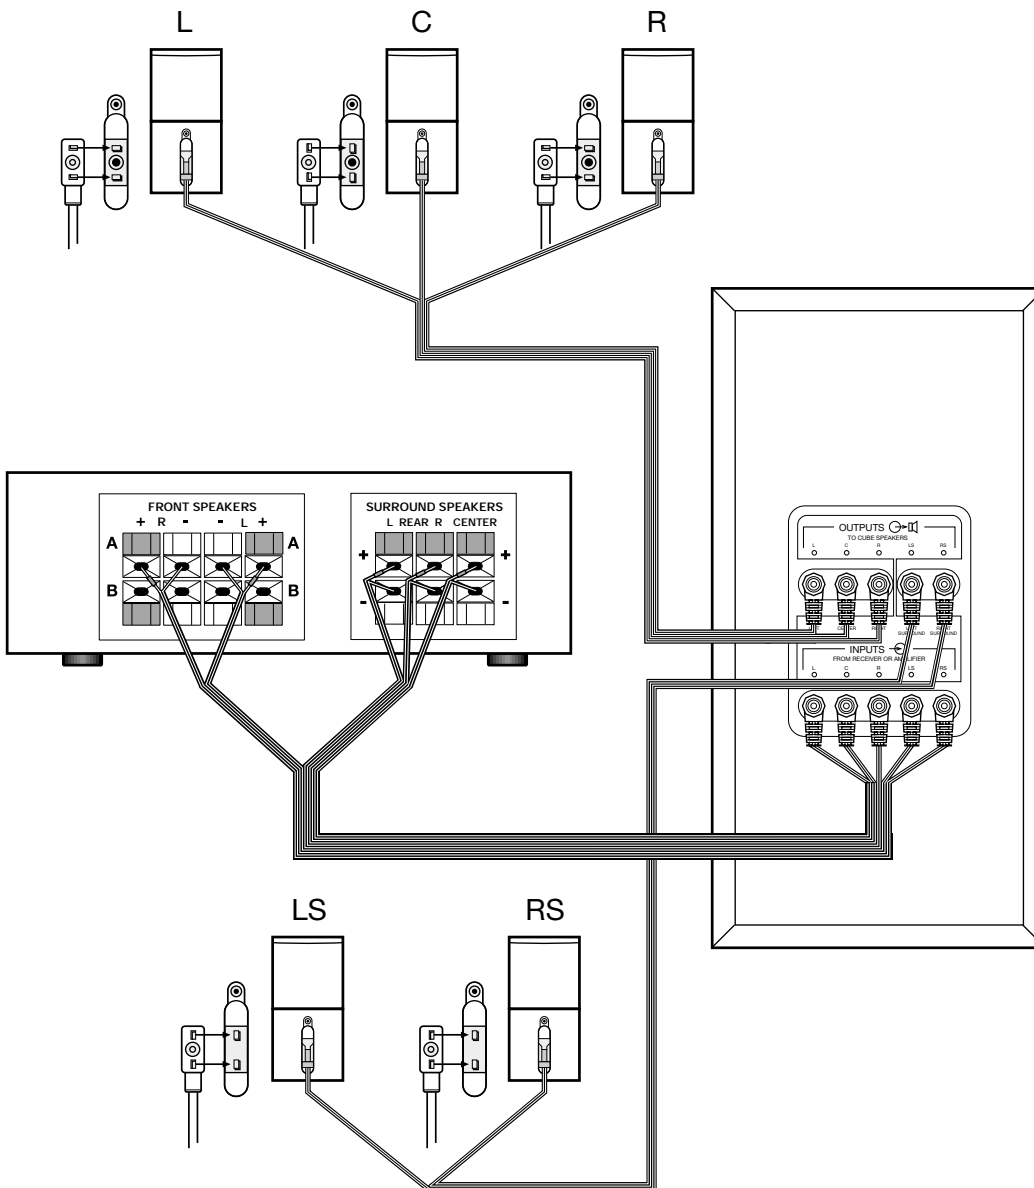 L C R
FRONT SPEAKERS
+ R - - L +
A A
B B
SURROUND SPEAKERS
L REAR R CENTER
+ +
- -
OUTPUTS
TO CUBE SPEAKERS
L C R LS RS
RIGHT
SURROUND SURROUND
INPUTS
FROM RECEIVER OR AMPLIFIER
L C R LS RS
LS RS